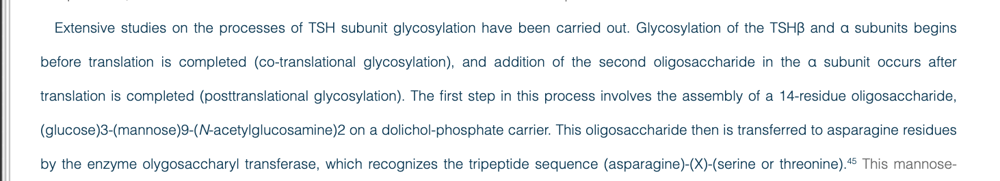 Extensive studies on the processes of TSH subunit glycosylation have been carried out. Glycosylation of the TSHβ and α subunits begins
before translation is completed (co-translational glycosylation), and addition of the second oligosaccharide in the α subunit occurs after
translation is completed (posttranslational glycosylation). The first step in this process involves the assembly of a 14-residue oligosaccharide,
(glucose)3-(mannose)9-(N-acetylglucosamine)2 on a dolichol-phosphate carrier. This oligosaccharide then is transferred to asparagine residues
by the enzyme olygosaccharyl transferase, which recognizes the tripeptide sequence (asparagine)-(X)-(serine or threonine).45 This mannose-